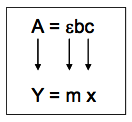 A = εbc
Y = m x